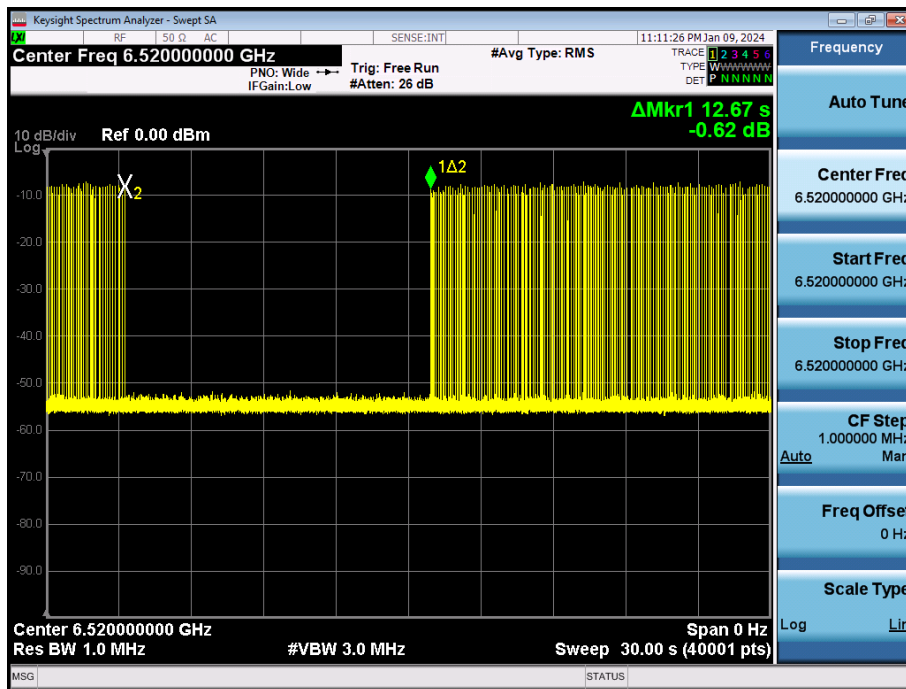 Keysight Spectrum Analyzer - Swept SA
LXI
RF
50 Ω
AC
SENSE:INT
11:11:26 PM Jan 09, 2024
Center Freq 6.520000000 GHz
PNO: Wide
IFGain:Low
Trig: Free Run
#Atten: 26 dB
#Avg Type: RMS
TRACE 1 2 3 4 5 6
TYPE WWWWWW
DET P N N N N N
ΔMkr1 12.67 s
-0.62 dB
10 dB/div
Log
Ref 0.00 dBm
1Δ2
X2
-10.0
-20.0
-30.0
-40.0
-50.0
-60.0
-70.0
-80.0
-90.0
Center 6.520000000 GHz
Span 0 Hz
Res BW 1.0 MHz
#VBW 3.0 MHz
Sweep 30.00 s (40001 pts)
MSG
STATUS
Frequency
Auto Tune
Center Freq
6.520000000 GHz
Start Freq
6.520000000 GHz
Stop Freq
6.520000000 GHz
CF Step
1.000000 MHz
Auto
Man
Freq Offset
0 Hz
Scale Type
Log
Lin